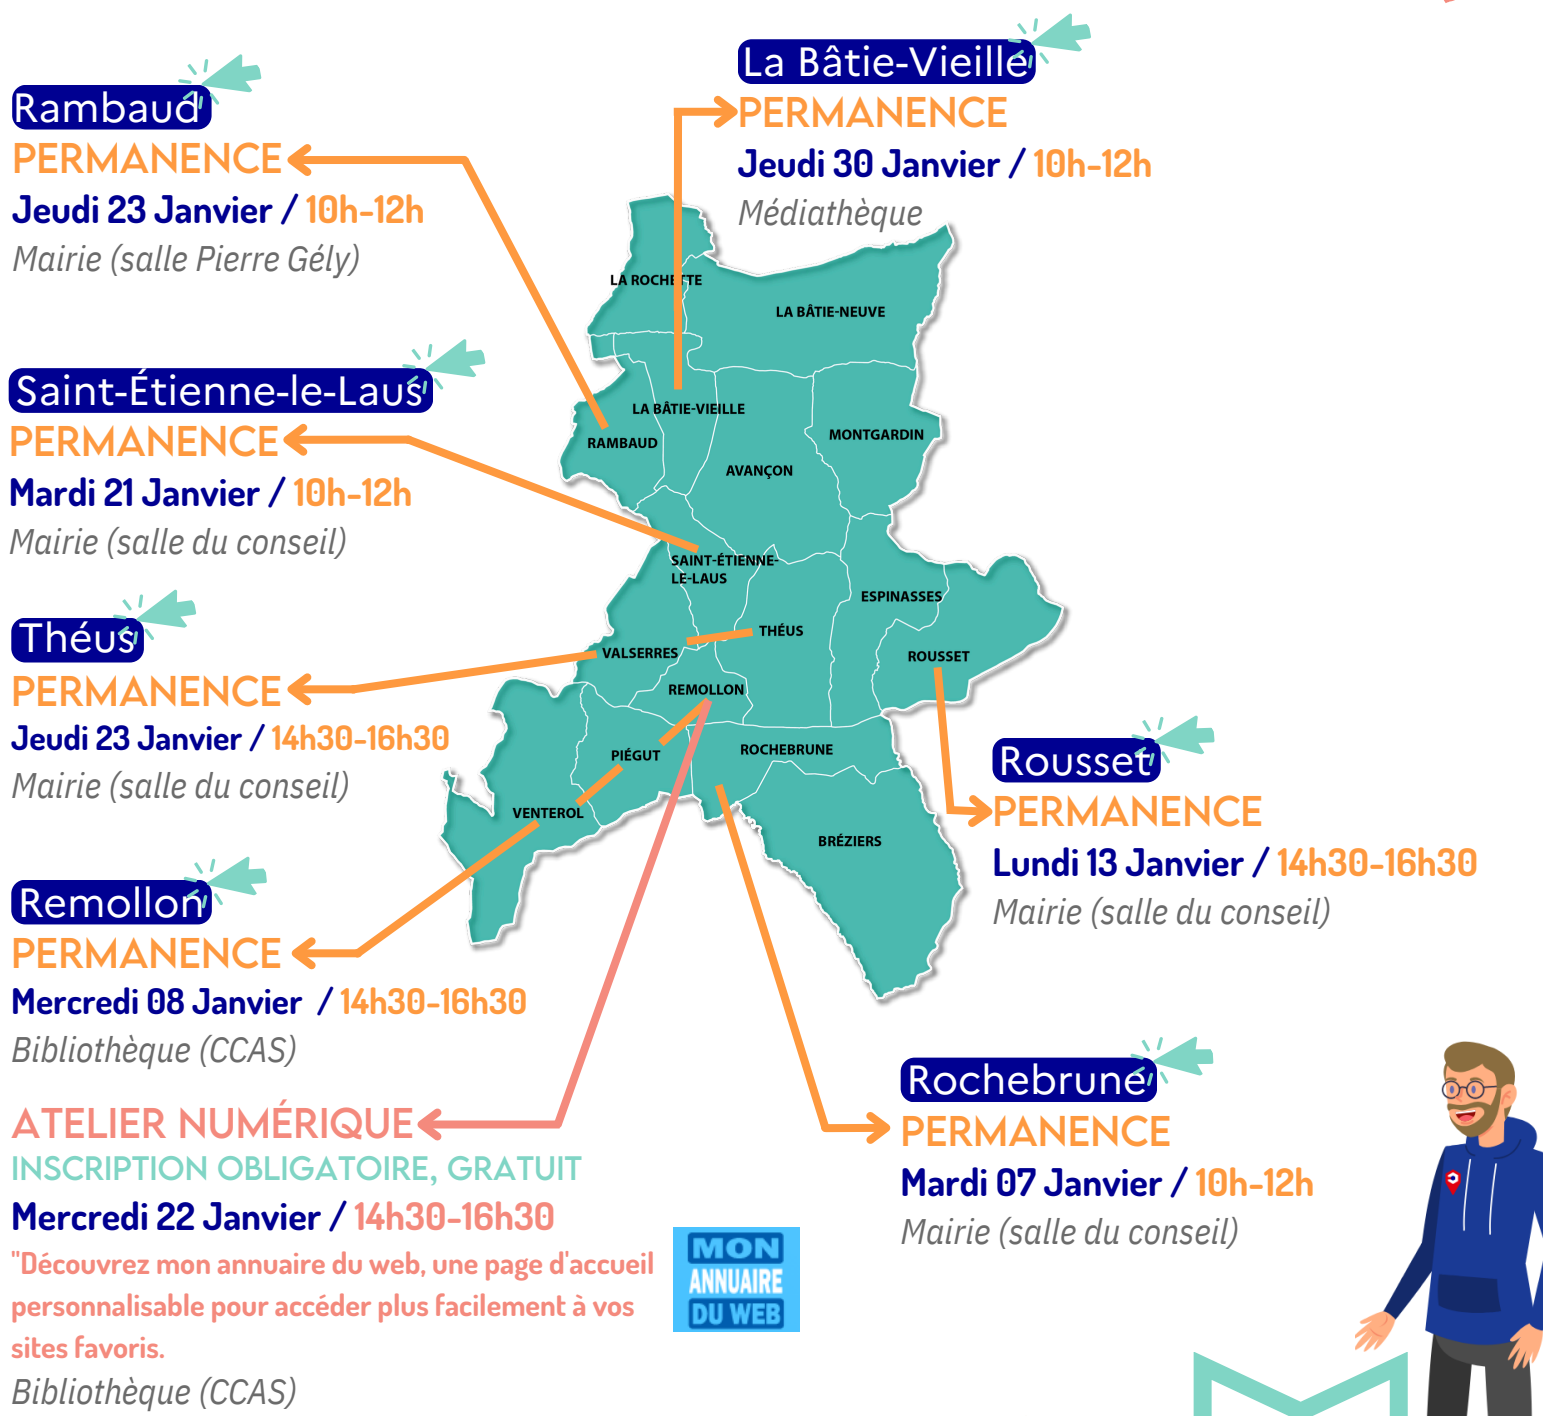 Rambaud
PERMANENCE
Jeudi 23 Janvier / 10h-12h
Mairie (salle Pierre Gély)
La Bâtie-Vieille
PERMANENCE
Jeudi 30 Janvier / 10h-12h
Médiathèque
Saint-Étienne-le-Laus
PERMANENCE
Mardi 21 Janvier / 10h-12h
Mairie (salle du conseil)
Théus
PERMANENCE
Jeudi 23 Janvier / 14h30-16h30
Mairie (salle du conseil)
Remollon
PERMANENCE
Mercredi 08 Janvier / 14h30-16h30
Bibliothèque (CCAS)
ATELIER NUMÉRIQUE
INSCRIPTION OBLIGATOIRE, GRATUIT
Mercredi 22 Janvier / 14h30-16h30
"Découvrez mon annuaire du web, une page d'accueil
personnalisable pour accéder plus facilement à vos
sites favoris.
Bibliothèque (CCAS)
MON
ANNUAIRE
DU WEB
LA ROCHETTE
LA BÂTIE-NEUVE
LA BÂTIE-VIEILLE
RAMBAUD
MONTGARDIN
AVANÇON
SAINT-ÉTIENNE-
LE-LAUS
ESPINASSES
THÉUS
VALSERRES
ROUSSET
REMOLLON
PIÉGUT
ROCHEBRUNE
VENTEROL
BRÉZIERS
Rousset
PERMANENCE
Lundi 13 Janvier / 14h30-16h30
Mairie (salle du conseil)
Rochebrune
PERMANENCE
Mardi 07 Janvier / 10h-12h
Mairie (salle du conseil)